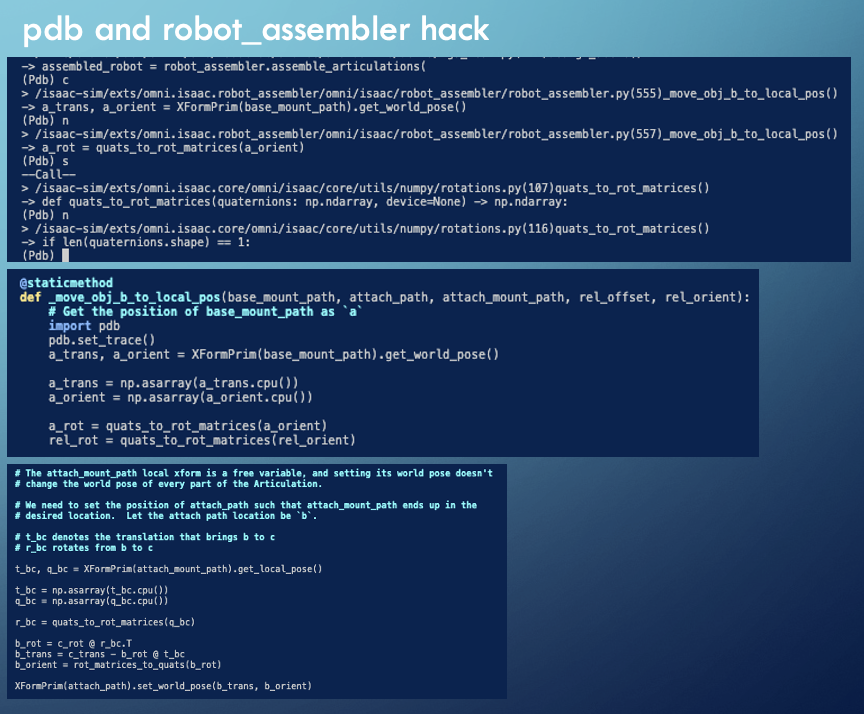 pdb and robot_assembler hack
-> assembled_robot = robot_assembler.assemble_articulations(
(Pdb) c
> /isaac-sim/exts/omni.isaac.robot_assembler/omni/isaac/robot_assembler/robot_assembler.py(555)_move_obj_b_to_local_pos()
-> a_trans, a_orient = XFormPrim(base_mount_path).get_world_pose()
(Pdb) n
> /isaac-sim/exts/omni.isaac.robot_assembler/omni/isaac/robot_assembler/robot_assembler.py(557)_move_obj_b_to_local_pos()
-> a_rot = quats_to_rot_matrices(a_orient)
(Pdb) s
--Call--
> /isaac-sim/exts/omni.isaac.core/omni/isaac/core/utils/numpy/rotations.py(107)quats_to_rot_matrices()
-> def quats_to_rot_matrices(quaternions: np.ndarray, device=None) -> np.ndarray:
(Pdb) n
> /isaac-sim/exts/omni.isaac.core/omni/isaac/core/utils/numpy/rotations.py(116)quats_to_rot_matrices()
-> if len(quaternions.shape) == 1:
(Pdb)
@staticmethod
def _move_obj_b_to_local_pos(base_mount_path, attach_path, attach_mount_path, rel_offset, rel_orient):
# Get the position of base_mount_path as `a`
import pdb
pdb.set_trace()
a_trans, a_orient = XFormPrim(base_mount_path).get_world_pose()
a_trans = np.asarray(a_trans.cpu())
a_orient = np.asarray(a_orient.cpu())
a_rot = quats_to_rot_matrices(a_orient)
rel_rot = quats_to_rot_matrices(rel_orient)
# The attach_mount_path local xform is a free variable, and setting its world pose doesn't
# change the world pose of every part of the Articulation.
# We need to set the position of attach_path such that attach_mount_path ends up in the
# desired location.  Let the attach path location be `b`.
# t_bc denotes the translation that brings b to c
# r_bc rotates from b to c
t_bc, q_bc = XFormPrim(attach_mount_path).get_local_pose()
t_bc = np.asarray(t_bc.cpu())
q_bc = np.asarray(q_bc.cpu())
r_bc = quats_to_rot_matrices(q_bc)
b_rot = c_rot @ r_bc.T
b_trans = c_trans - b_rot @ t_bc
b_orient = rot_matrices_to_quats(b_rot)
XFormPrim(attach_path).set_world_pose(b_trans, b_orient)